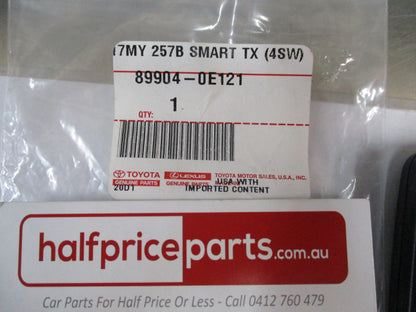 17MY 257B SMART TX (4SW)
89904-0E121
QTY:
1
TOYOTA LEXUS TOYOTA MOTOR SALES, U.S.A., INC.
GENUINE PARTS GENUINE PARTS
USA WITH
IMPORTED CONTENT
halfpriceparts.com.au
Car Parts For Half Price Or Less - Call 0412 760 479